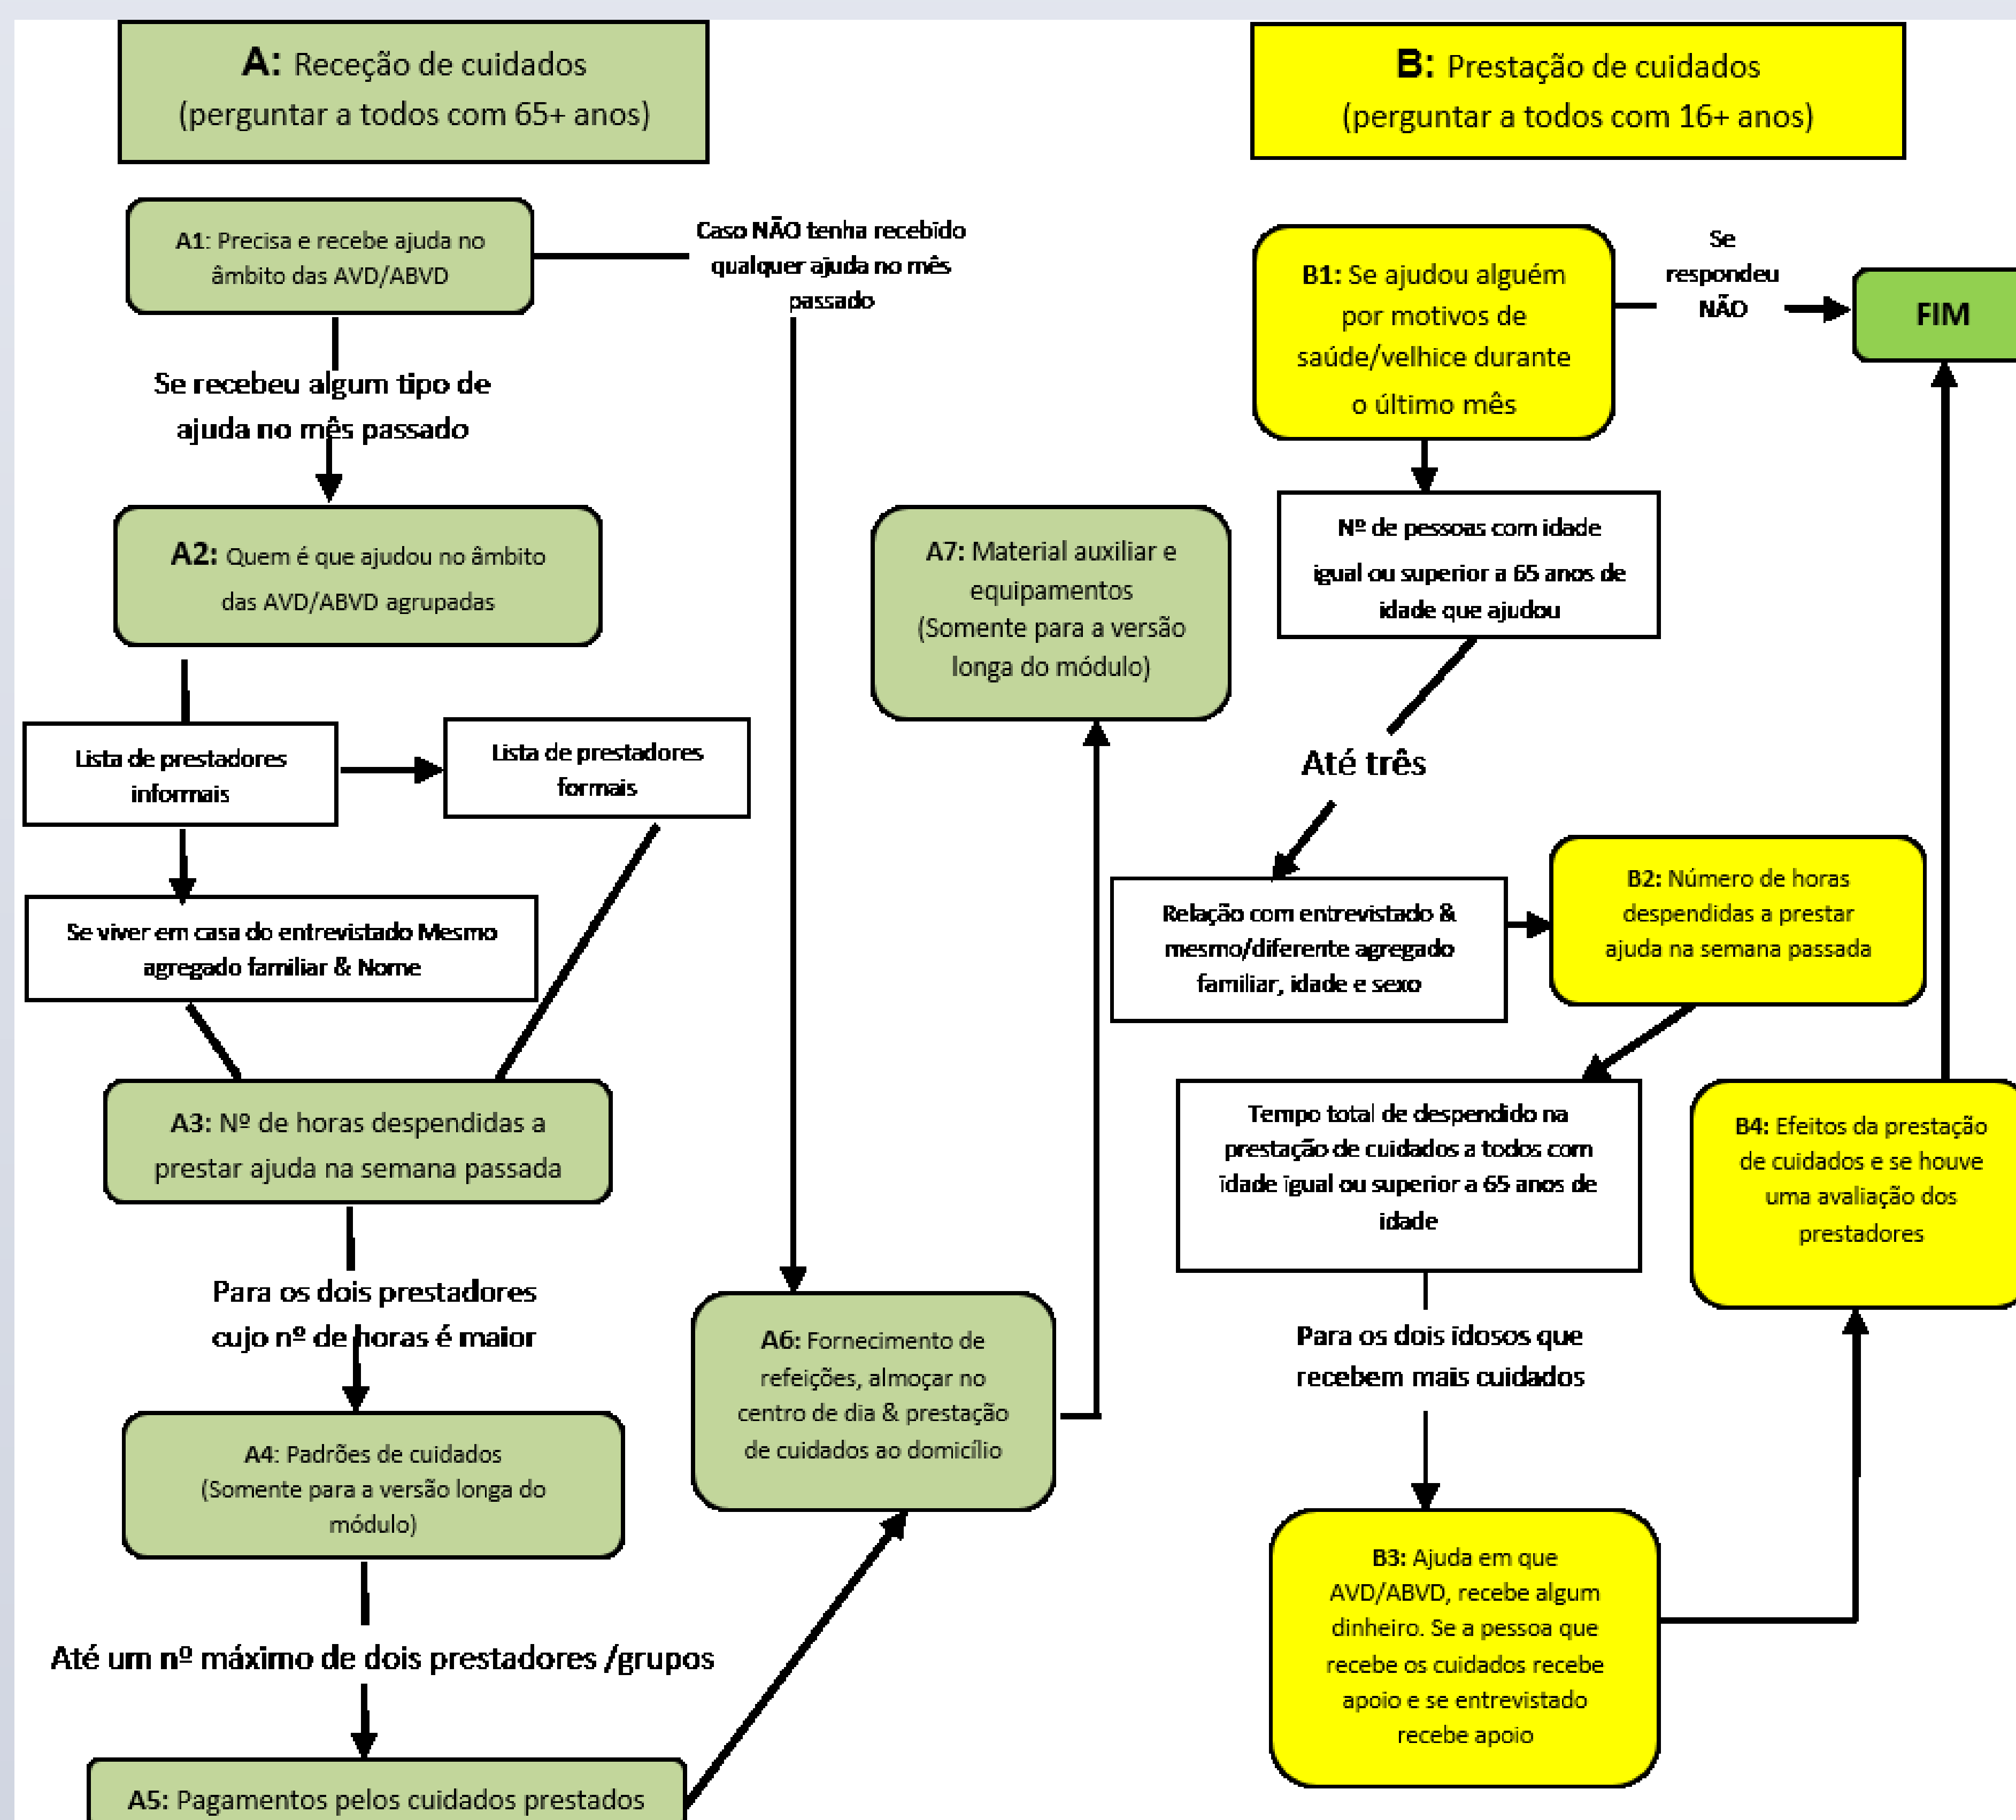 A: Receção de cuidados
(perguntar a todos com 65+ anos)
A1: Precisa e recebe ajuda no
âmbito das AVD/ABVD
Caso NÃO tenha recebido
qualquer ajuda no mês
passado
Se recebeu algum tipo de
ajuda no mês passado
A2: Quem é que ajudou no âmbito
das AVD/ABVD agrupadas
Lista de prestadores
informais
Lista de prestadores
formais
Se viver em casa do entrevistado Mesmo
agregado familiar & Nome
A3: Nº de horas despendidas a
prestar ajuda na semana passada
Para os dois prestadores
cujo nº de horas é maior
A4: Padrões de cuidados
(Somente para a versão longa do
módulo)
Até um nº máximo de dois prestadores /grupos
A5: Pagamentos pelos cuidados prestados
A6: Fornecimento de
refeições, almoçar no
centro de dia & prestação
de cuidados ao domicílio
A7: Material auxiliar e
equipamentos
(Somente para a versão
longa do módulo)
B: Prestação de cuidados
(perguntar a todos com 16+ anos)
B1: Se ajudou alguém
por motivos de
saúde/velhice durante
o último mês
Se
respondeu
NÃO
FIM
Nº de pessoas com idade
igual ou superior a 65 anos de
idade que ajudou
Até três
Relação com entrevistado &
mesmo/diferente agregado
familiar, idade e sexo
B2: Número de horas
despendidas a prestar
ajuda na semana passada
Tempo total de despendido na
prestação de cuidados a todos com
idade igual ou superior a 65 anos de
idade
Para os dois idosos que
recebem mais cuidados
B3: Ajuda em que
AVD/ABVD, recebe algum
dinheiro. Se a pessoa que
recebe os cuidados recebe
apoio e se entrevistado
recebe apoio
B4: Efeitos da prestação
de cuidados e se houve
uma avaliação dos
prestadores